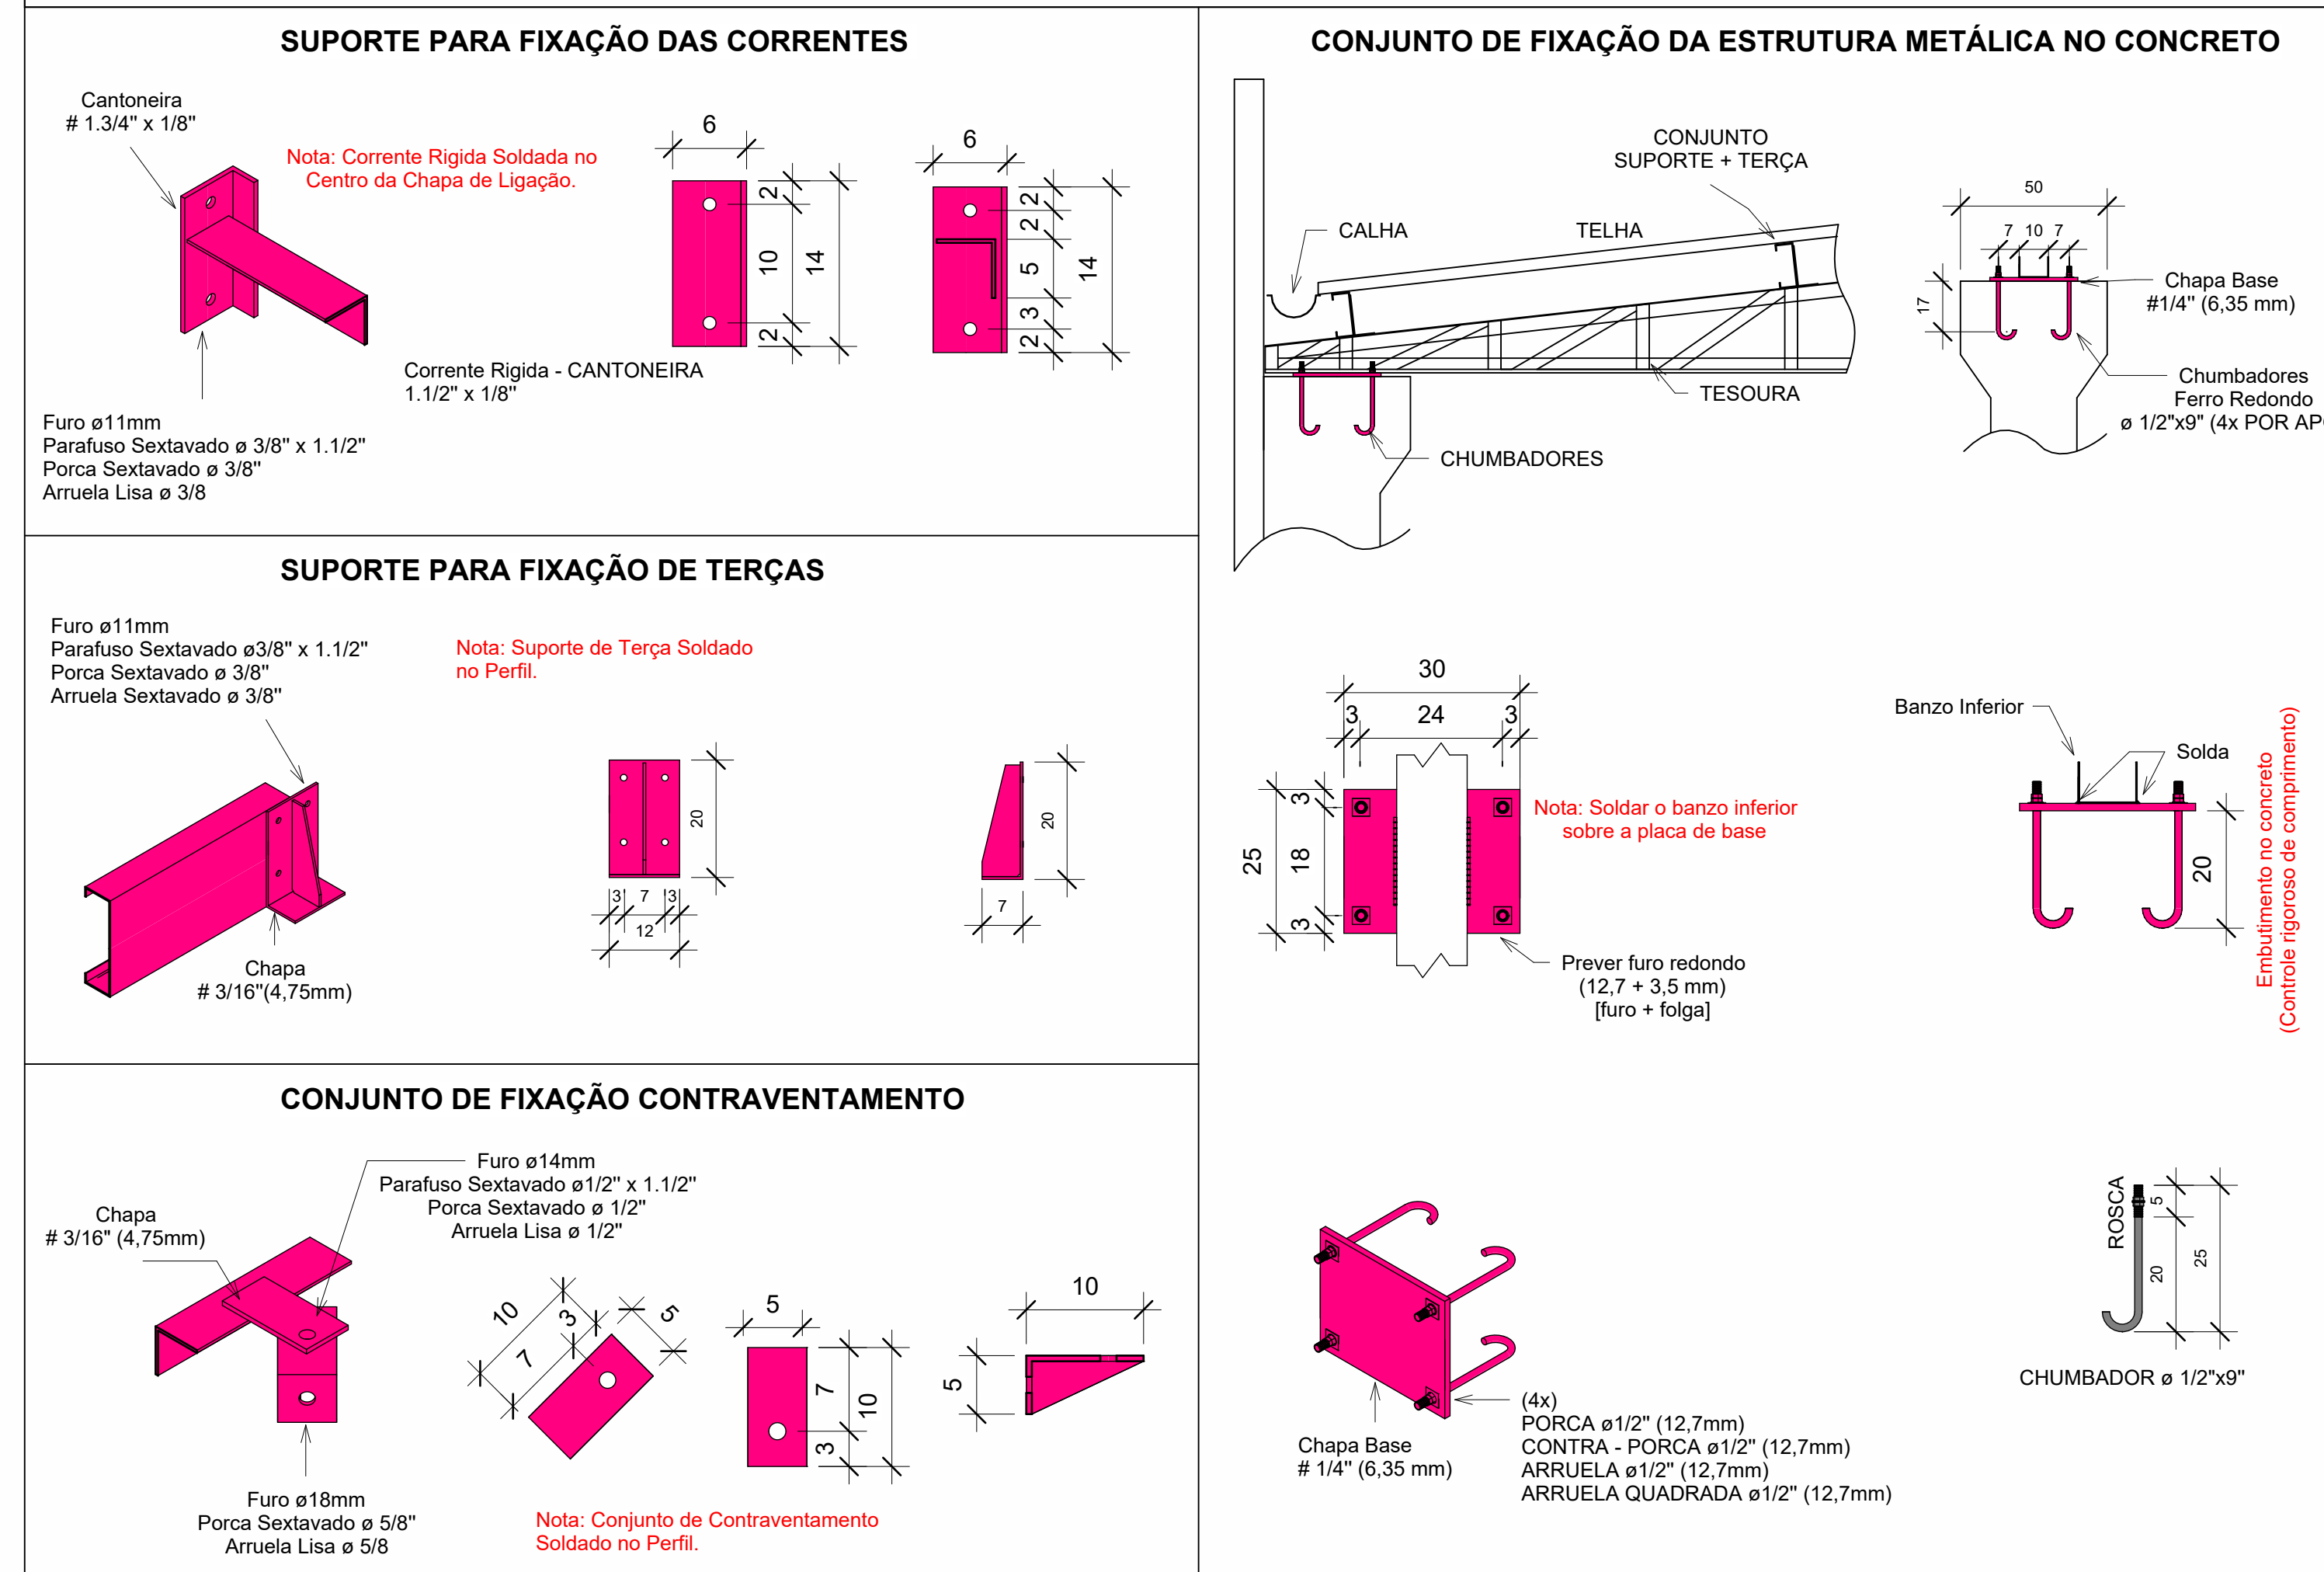 SUPORTE PARA FIXAÇÃO DAS CORRENTES
Cantoneira
# 1.3/4" x 1/8"
Nota: Corrente Rigida Soldada no
Centro da Chapa de Ligação.
6
2
10
14
2
6
2
2
5
3
2
14
Corrente Rigida - CANTONEIRA
1.1/2" x 1/8"
Furo ø11mm
Parafuso Sextavado ø 3/8" x 1.1/2"
Porca Sextavado ø 3/8"
Arruela Lisa ø 3/8
SUPORTE PARA FIXAÇÃO DE TERÇAS
Furo ø11mm
Parafuso Sextavado ø3/8" x 1.1/2"
Porca Sextavado ø 3/8"
Arruela Sextavado ø 3/8"
Nota: Suporte de Terça Soldado
no Perfil.
20
3 7 3
12
20
7
Chapa
# 3/16"(4,75mm)
CONJUNTO DE FIXAÇÃO CONTRAVENTAMENTO
Furo ø14mm
Parafuso Sextavado ø1/2" x 1.1/2"
Porca Sextavado ø 1/2"
Arruela Lisa ø 1/2"
Chapa
# 3/16" (4,75mm)
10
3
5
7
5
7
10
3
10
5
Furo ø18mm
Porca Sextavado ø 5/8"
Arruela Lisa ø 5/8
Nota: Conjunto de Contraventamento
Soldado no Perfil.
CONJUNTO DE FIXAÇÃO DA ESTRUTURA METÁLICA NO CONCRETO
CONJUNTO
SUPORTE + TERÇA
CALHA
TELHA
TESOURA
CHUMBADORES
50
7 10 7
17
Chapa Base
#1/4" (6,35 mm)
Chumbadores
Ferro Redondo
ø 1/2"x9" (4x POR
30
3 24 3
25
3
18
3
Nota: Soldar o banzo inferior
sobre a placa de base
Prever furo redondo
(12,7 + 3,5 mm)
[furo + folga]
Banzo Inferior
Solda
20
Embutimento no concreto
(Controle rigoroso de comprimento)
Chapa Base
# 1/4" (6,35 mm)
(4x)
PORCA ø1/2" (12,7mm)
CONTRA - PORCA ø1/2" (12,7mm)
ARRUELA ø1/2" (12,7mm)
ARRUELA QUADRADA ø1/2" (12,7mm)
ROSCA
5
20
25
CHUMBADOR ø 1/2"x9"